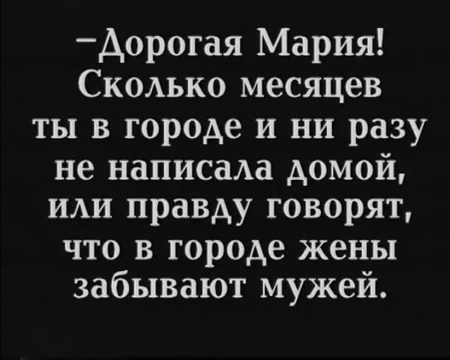 –Дорогая Мария!
Сколько месяцев
ты в городе и ни разу
не написала домой,
или правду говорят,
что в городе жены
забывают мужей.